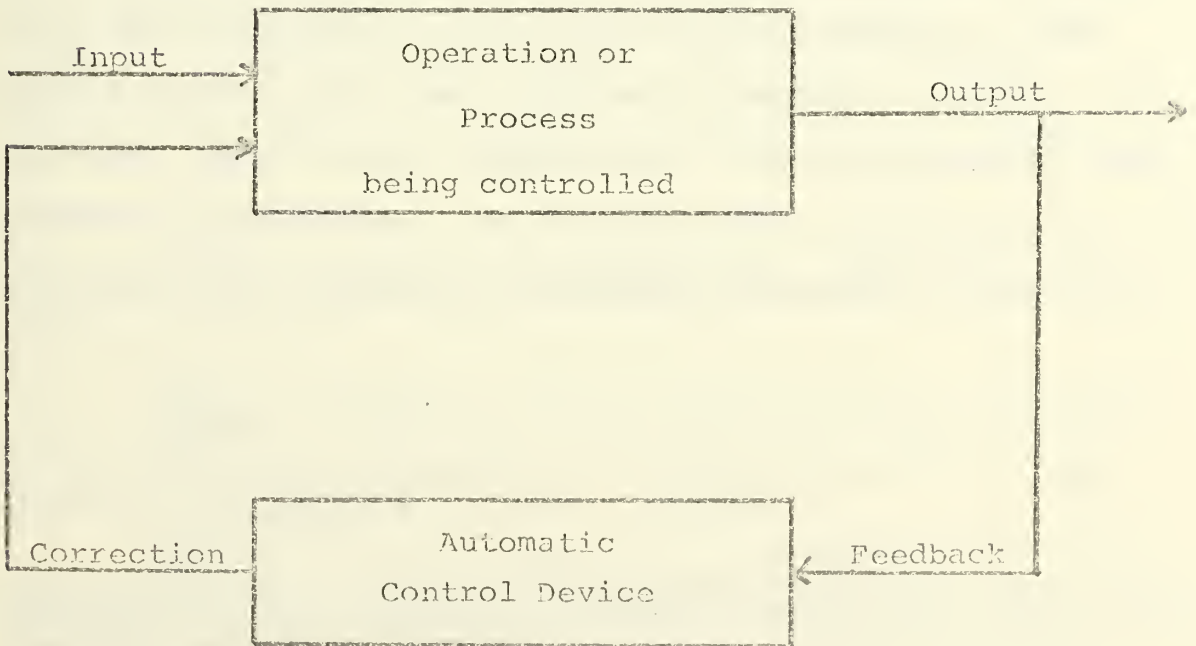 Input
Operation or
Process
being controlled
Output
Correction
Automatic
Control Device
Feedback